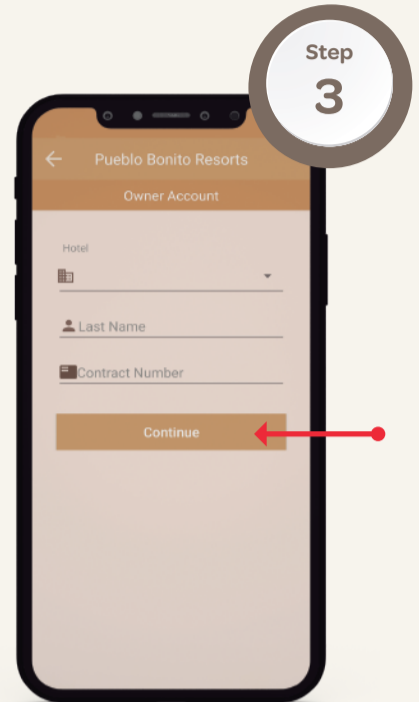 Step
3
Pueblo Bonito Resorts
Owner Account
Hotel
Last Name
Contract Number
Continue